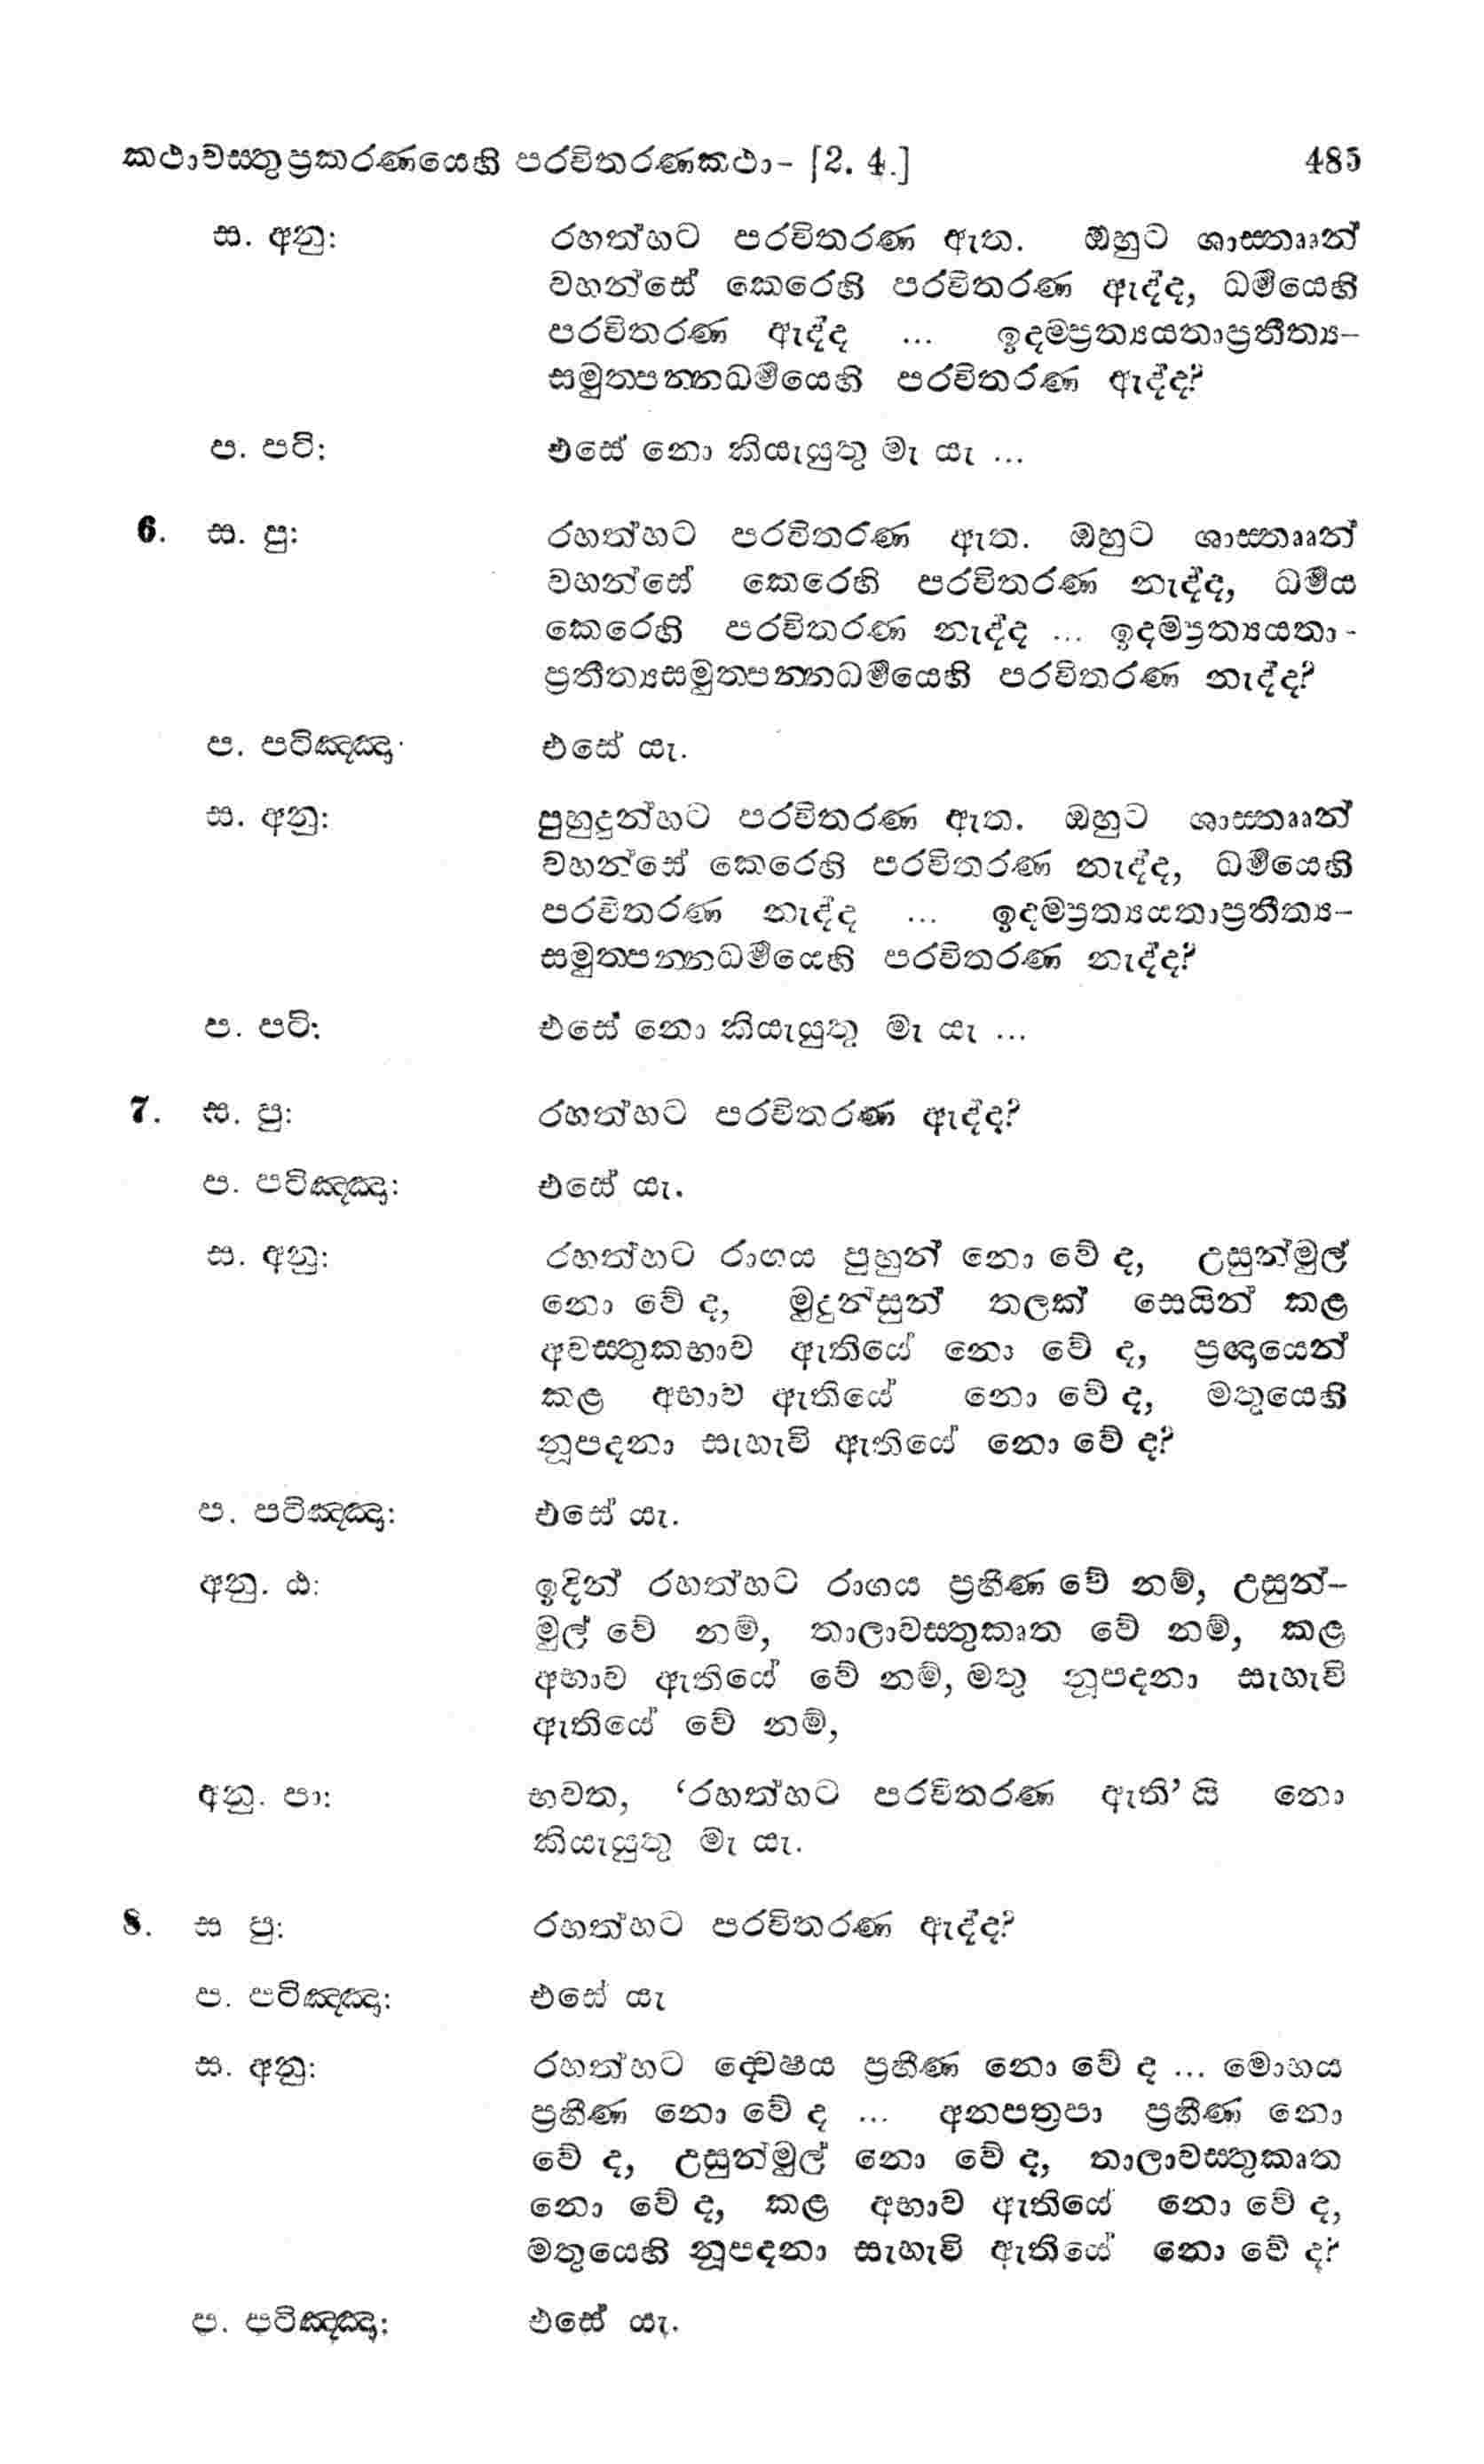 කථාවස්තුප්‍රකරණයෙහි පරවිතරණකථා- [2. 4.] 485
ස. අනු: රහත්හට පරවිතරණ ඇත. ඔහුට ශාස්තෲන්
වහන්සේ කෙරෙහි පරවිතරණ ඇද්ද, ධර්‍මයෙහි
පරවිතරණ ඇද්ද ... ඉදම්ප්‍රත්‍යයතාප්‍රතීත්‍ය-
සමුත්පන්නධර්‍මයෙහි පරවිතරණ ඇද්ද?
ප. පටි: එසේ නො කියැයුතු මැ යැ ...
6. ස. පු: රහත්හට පරවිතරණ ඇත. ඔහුට ශාස්තෲන්
වහන්සේ කෙරෙහි පරවිතරණ නැද්ද, ධර්‍මය
කෙරෙහි පරවිතරණ නැද්ද ... ඉදම්ප්‍රත්‍යයතා-
ප්‍රතීත්‍යසමුත්පන්නධර්‍මයෙහි පරවිතරණ නැද්ද?
ප. පටිඤ්ඤා: එසේ යැ.
ස. අනු: පුහුදුන්හට පරවිතරණ ඇත. ඔහුට ශාස්තෲන්
වහන්සේ කෙරෙහි පරවිතරණ නැද්ද, ධර්‍මයෙහි
පරවිතරණ නැද්ද ... ඉදම්ප්‍රත්‍යයතාප්‍රතීත්‍ය-
සමුත්පන්නධර්‍මයෙහි පරවිතරණ නැද්ද?
ප. පටි: එසේ නො කියැයුතු මැ යැ ...
7. ස. පු: රහත්හට පරවිතරණ ඇද්ද?
ප. පටිඤ්ඤා: එසේ යැ.
ස. අනු: රහත්හට රාගය පුහුන් නො වේ ද, උසුන්මුල්
නො වේ ද, මුදුන්සුන් තලක් සෙයින් කළ
අවස්තුකභාව ඇතියේ නො වේ ද, ප්‍රඥායෙන්
කළ අභාව ඇතියේ නො වේ ද, මතුයෙහි
නූපදනා සැහැවි ඇතියේ නො වේ ද?
ප. පටිඤ්ඤා: එසේ යැ.
අනු. ඨ: ඉදින් රහත්හට රාගය ප්‍රහීණ වේ නම්, උසුන්-
මුල් වේ නම්, තාලාවස්තුකෘත වේ නම්, කළ
අභාව ඇතියේ වේ නම්, මතු නූපදනා සැහැවි
ඇතියේ වේ නම්,
අනු. පා: භවත, ‘රහත්හට පරවිතරණ ඇති’ යි නො
කියැයුතු මැ යැ.
8. ස පු: රහත්හට පරවිතරණ ඇද්ද?
ප. පටිඤ්ඤා: එසේ යැ
ස. අනු: රහත්හට ද්වේෂය ප්‍රහීණ නො වේ ද ... මොහය
ප්‍රහීණ නො වේ ද ... අනපත්‍රපා ප්‍රහීණ නො
වේ ද, උසුන්මුල් නො වේ ද, තාලාවස්තුකෘත
නො වේ ද, කළ අභාව ඇතියේ නො වේ ද,
මතුයෙහි නූපදනා සැහැවි ඇතියේ නො වේ ද?
ප. පටිඤ්ඤා: එසේ යැ.